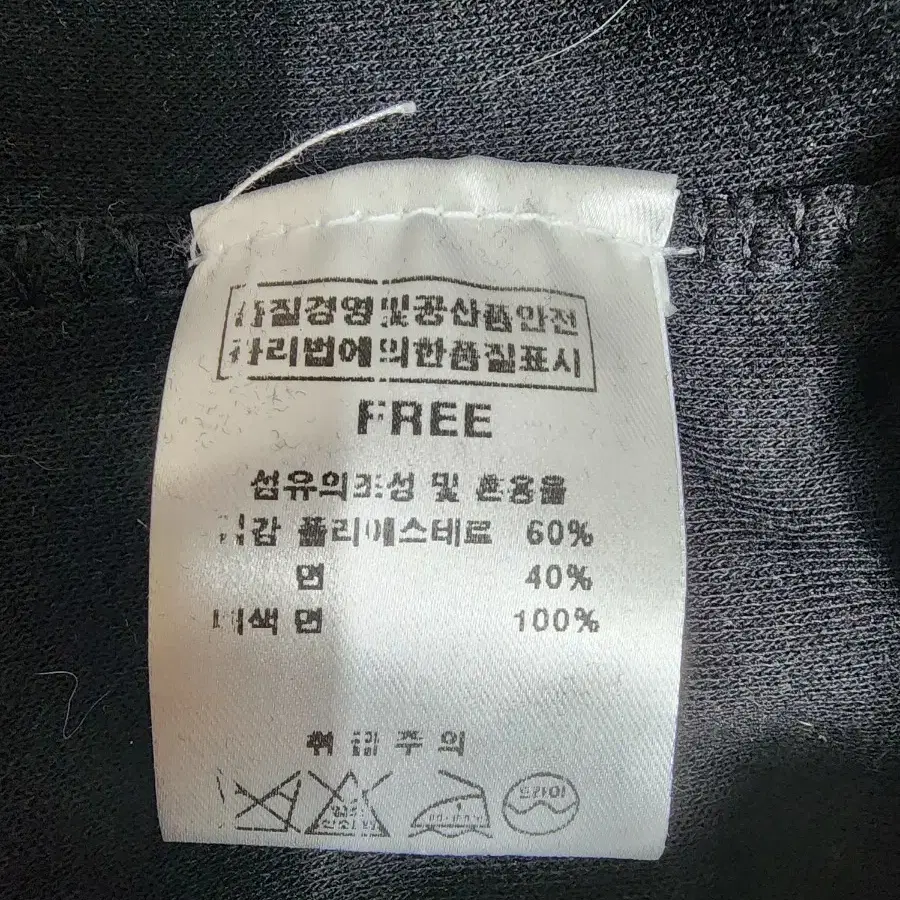 품질경영및공산품안전
관리법에의한품질표시
FREE
섬유의조성 및 혼용율
겉감 폴리에스테르 60%
면 40%
배색 면 100%
취급주의
드라이